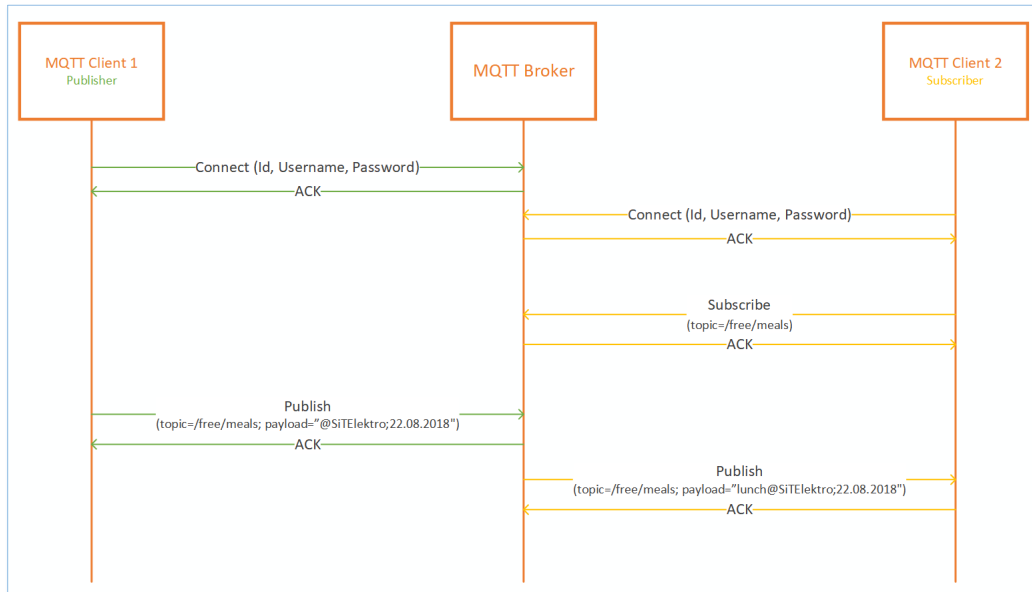 MQTT Client 1
Publisher
MQTT Broker
MQTT Client 2
Subscriber
Connect (Id, Username, Password)
ACK
Connect (Id, Username, Password)
ACK
Subscribe
(topic=/free/meals)
ACK
Publish
(topic=/free/meals; payload=”@SiTElektro;22.08.2018")
ACK
Publish
(topic=/free/meals; payload=”lunch@SiTElektro;22.08.2018")
ACK